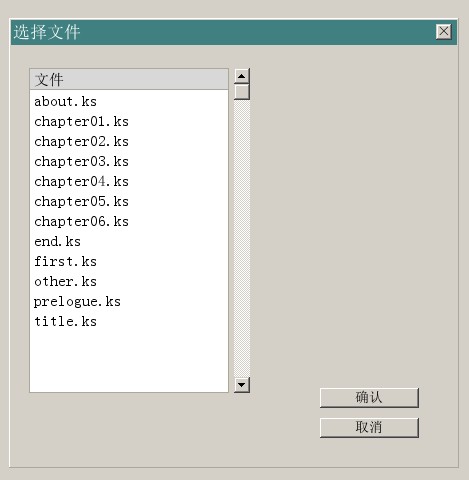 选择文件
文件
about.ks
chapter01.ks
chapter02.ks
chapter03.ks
chapter04.ks
chapter05.ks
chapter06.ks
end.ks
first.ks
other.ks
prelogue.ks
title.ks
确认
取消